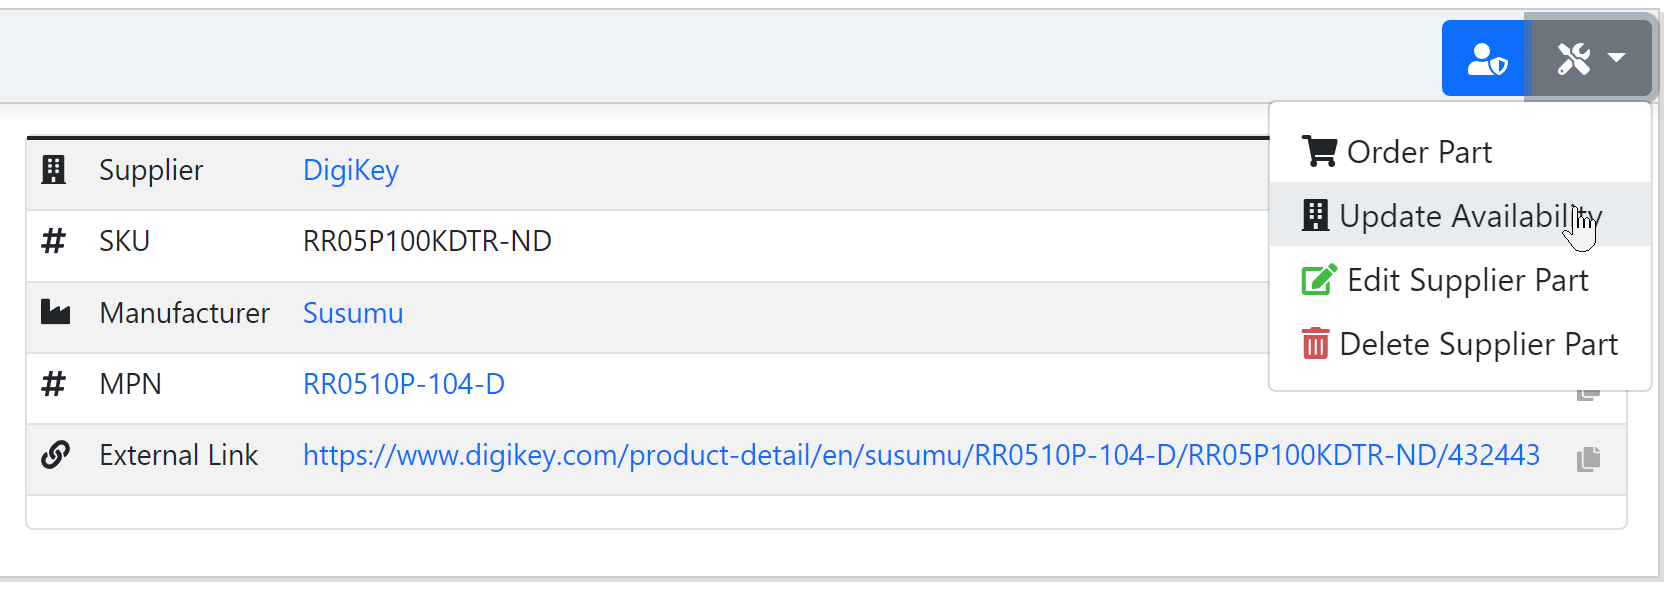 Order Part
Update Availability
Edit Supplier Part
Delete Supplier Part
Supplier DigiKey
# SKU RR05P100KDTR-ND
Manufacturer Susumu
# MPN RR0510P-104-D
External Link https://www.digikey.com/product-detail/en/susumu/RR0510P-104-D/RR05P100KDTR-ND/432443